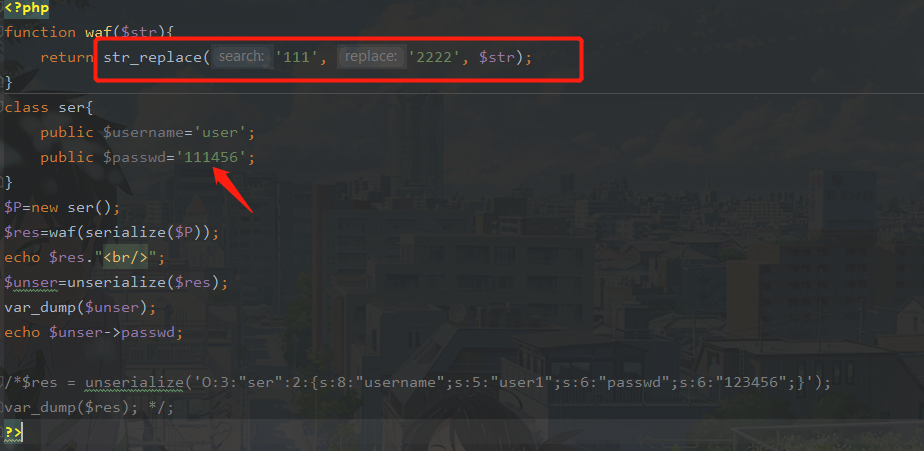 <?php
function waf($str){
    return str_replace( search: '111', replace: '2222', $str);
}
class ser{
    public $username='user';
    public $passwd='111456';
}
$P=new ser();
$res=waf(serialize($P));
echo $res."<br/>";
$unser=unserialize($res);
var_dump($unser);
echo $unser->passwd;

/*$res = unserialize('O:3:"ser":2:{s:8:"username";s:5:"user1";s:6:"passwd";s:6:"123456";}');
var_dump($res); */;
?>